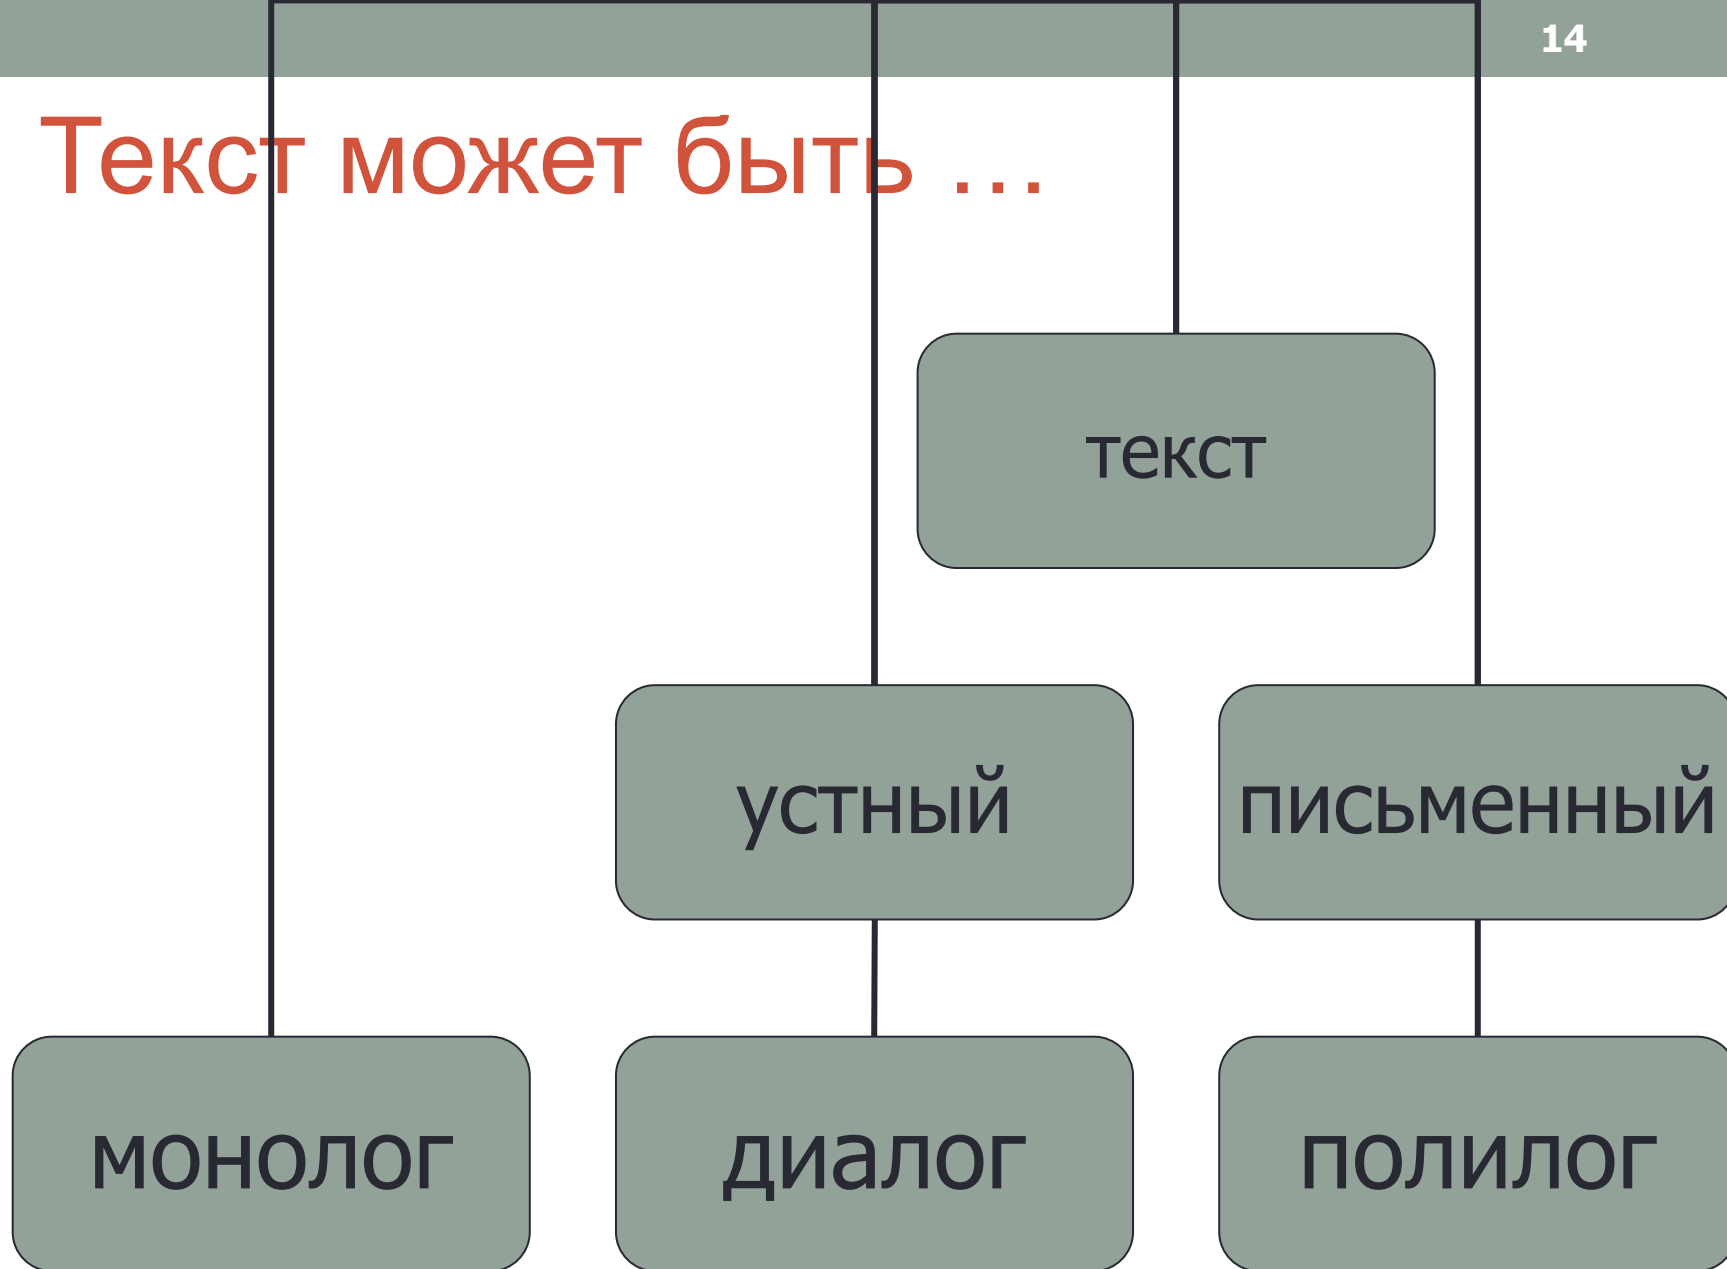 14
Текст может быть …
текст
устный
письменный
монолог
диалог
полилог